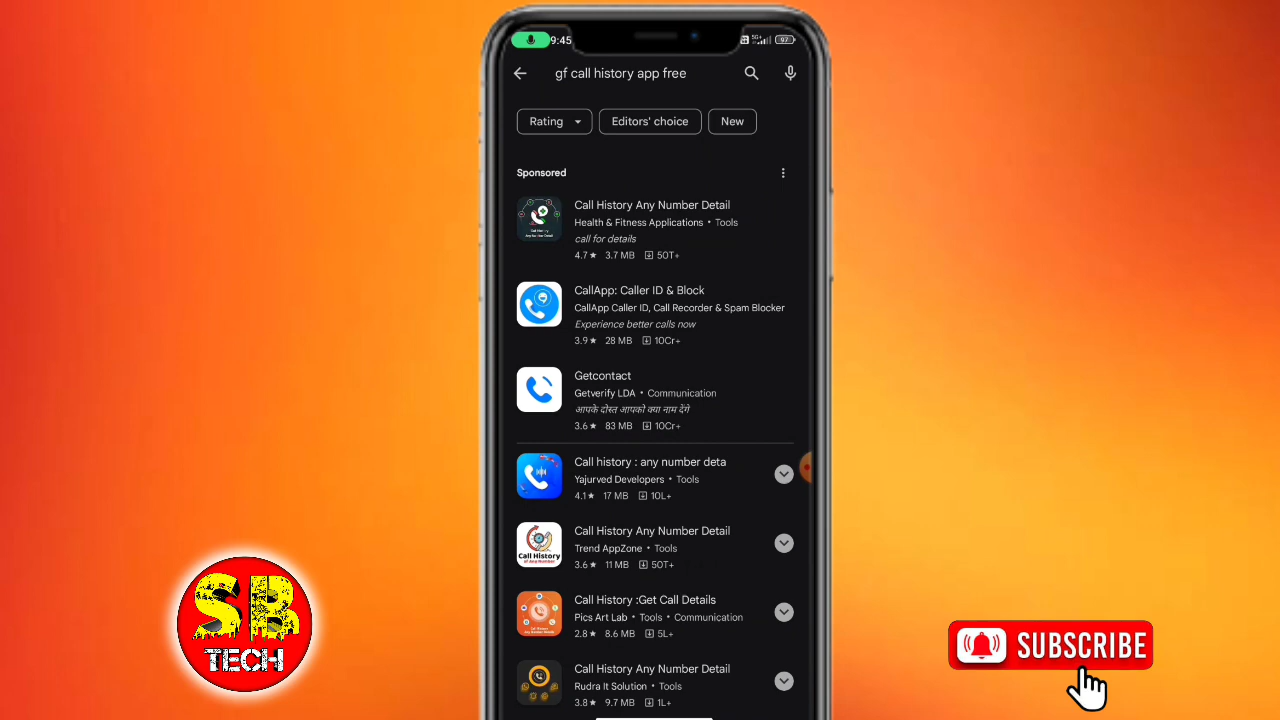 9:45
5G+
97
gf call history app free
Rating
Editors' choice
New
Sponsored
Call History Any Number Detail
Health & Fitness Applications • Tools
call for details
4.7★ 3.7 MB 50T+
CallApp: Caller ID & Block
CallApp Caller ID, Call Recorder & Spam Blocker
Experience better calls now
3.9★ 28 MB 10Cr+
Getcontact
Getverify LDA • Communication
आपके दोस्त आपको क्या नाम देंगे
3.6★ 83 MB 10Cr+
Call history : any number deta
Yajurved Developers • Tools
4.1★ 17 MB 10L+
Call History Any Number Detail
Trend AppZone • Tools
3.6★ 11 MB 50T+
Call History
Call History :Get Call Details
Pics Art Lab • Tools • Communication
2.8★ 8.6 MB 5L+
Call History Any Number Detail
Rudra It Solution • Tools
3.8★ 9.7 MB 1L+
SB
TECH
SUBSCRIBE